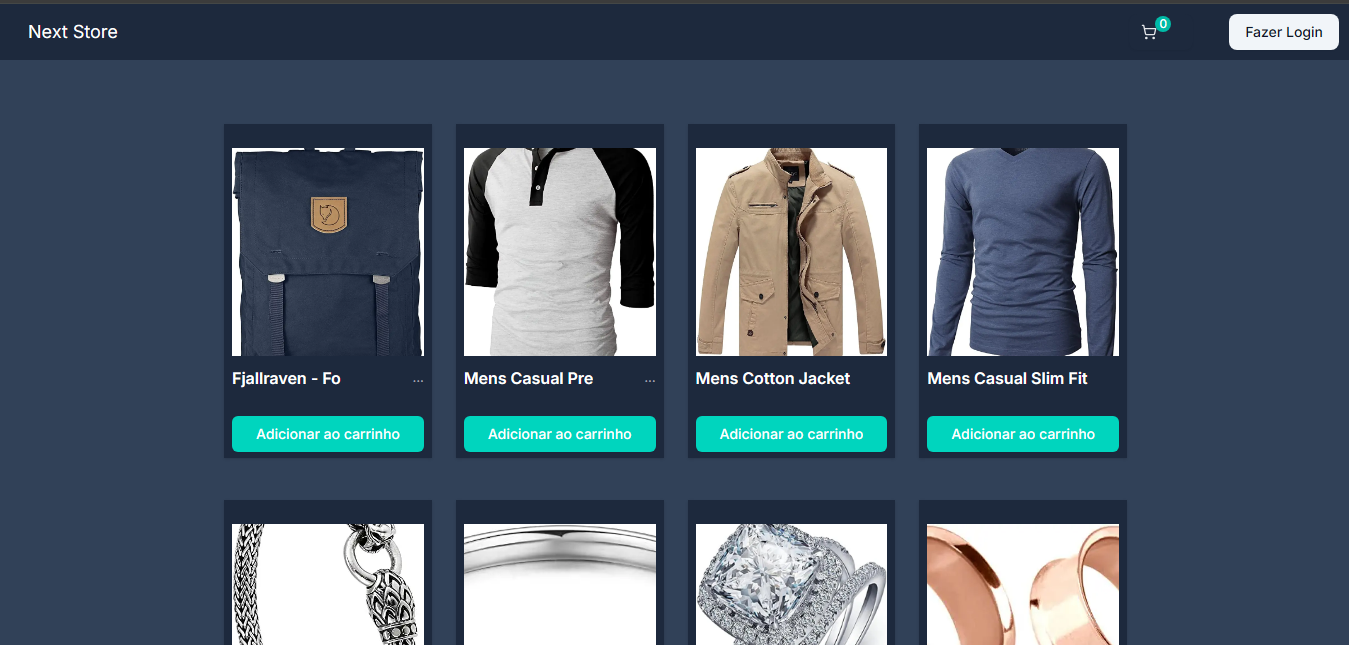 Next Store
0
Fazer Login
Fjallraven - Fo ...
Mens Casual Pre ...
Mens Cotton Jacket
Mens Casual Slim Fit
Adicionar ao carrinho
Adicionar ao carrinho
Adicionar ao carrinho
Adicionar ao carrinho